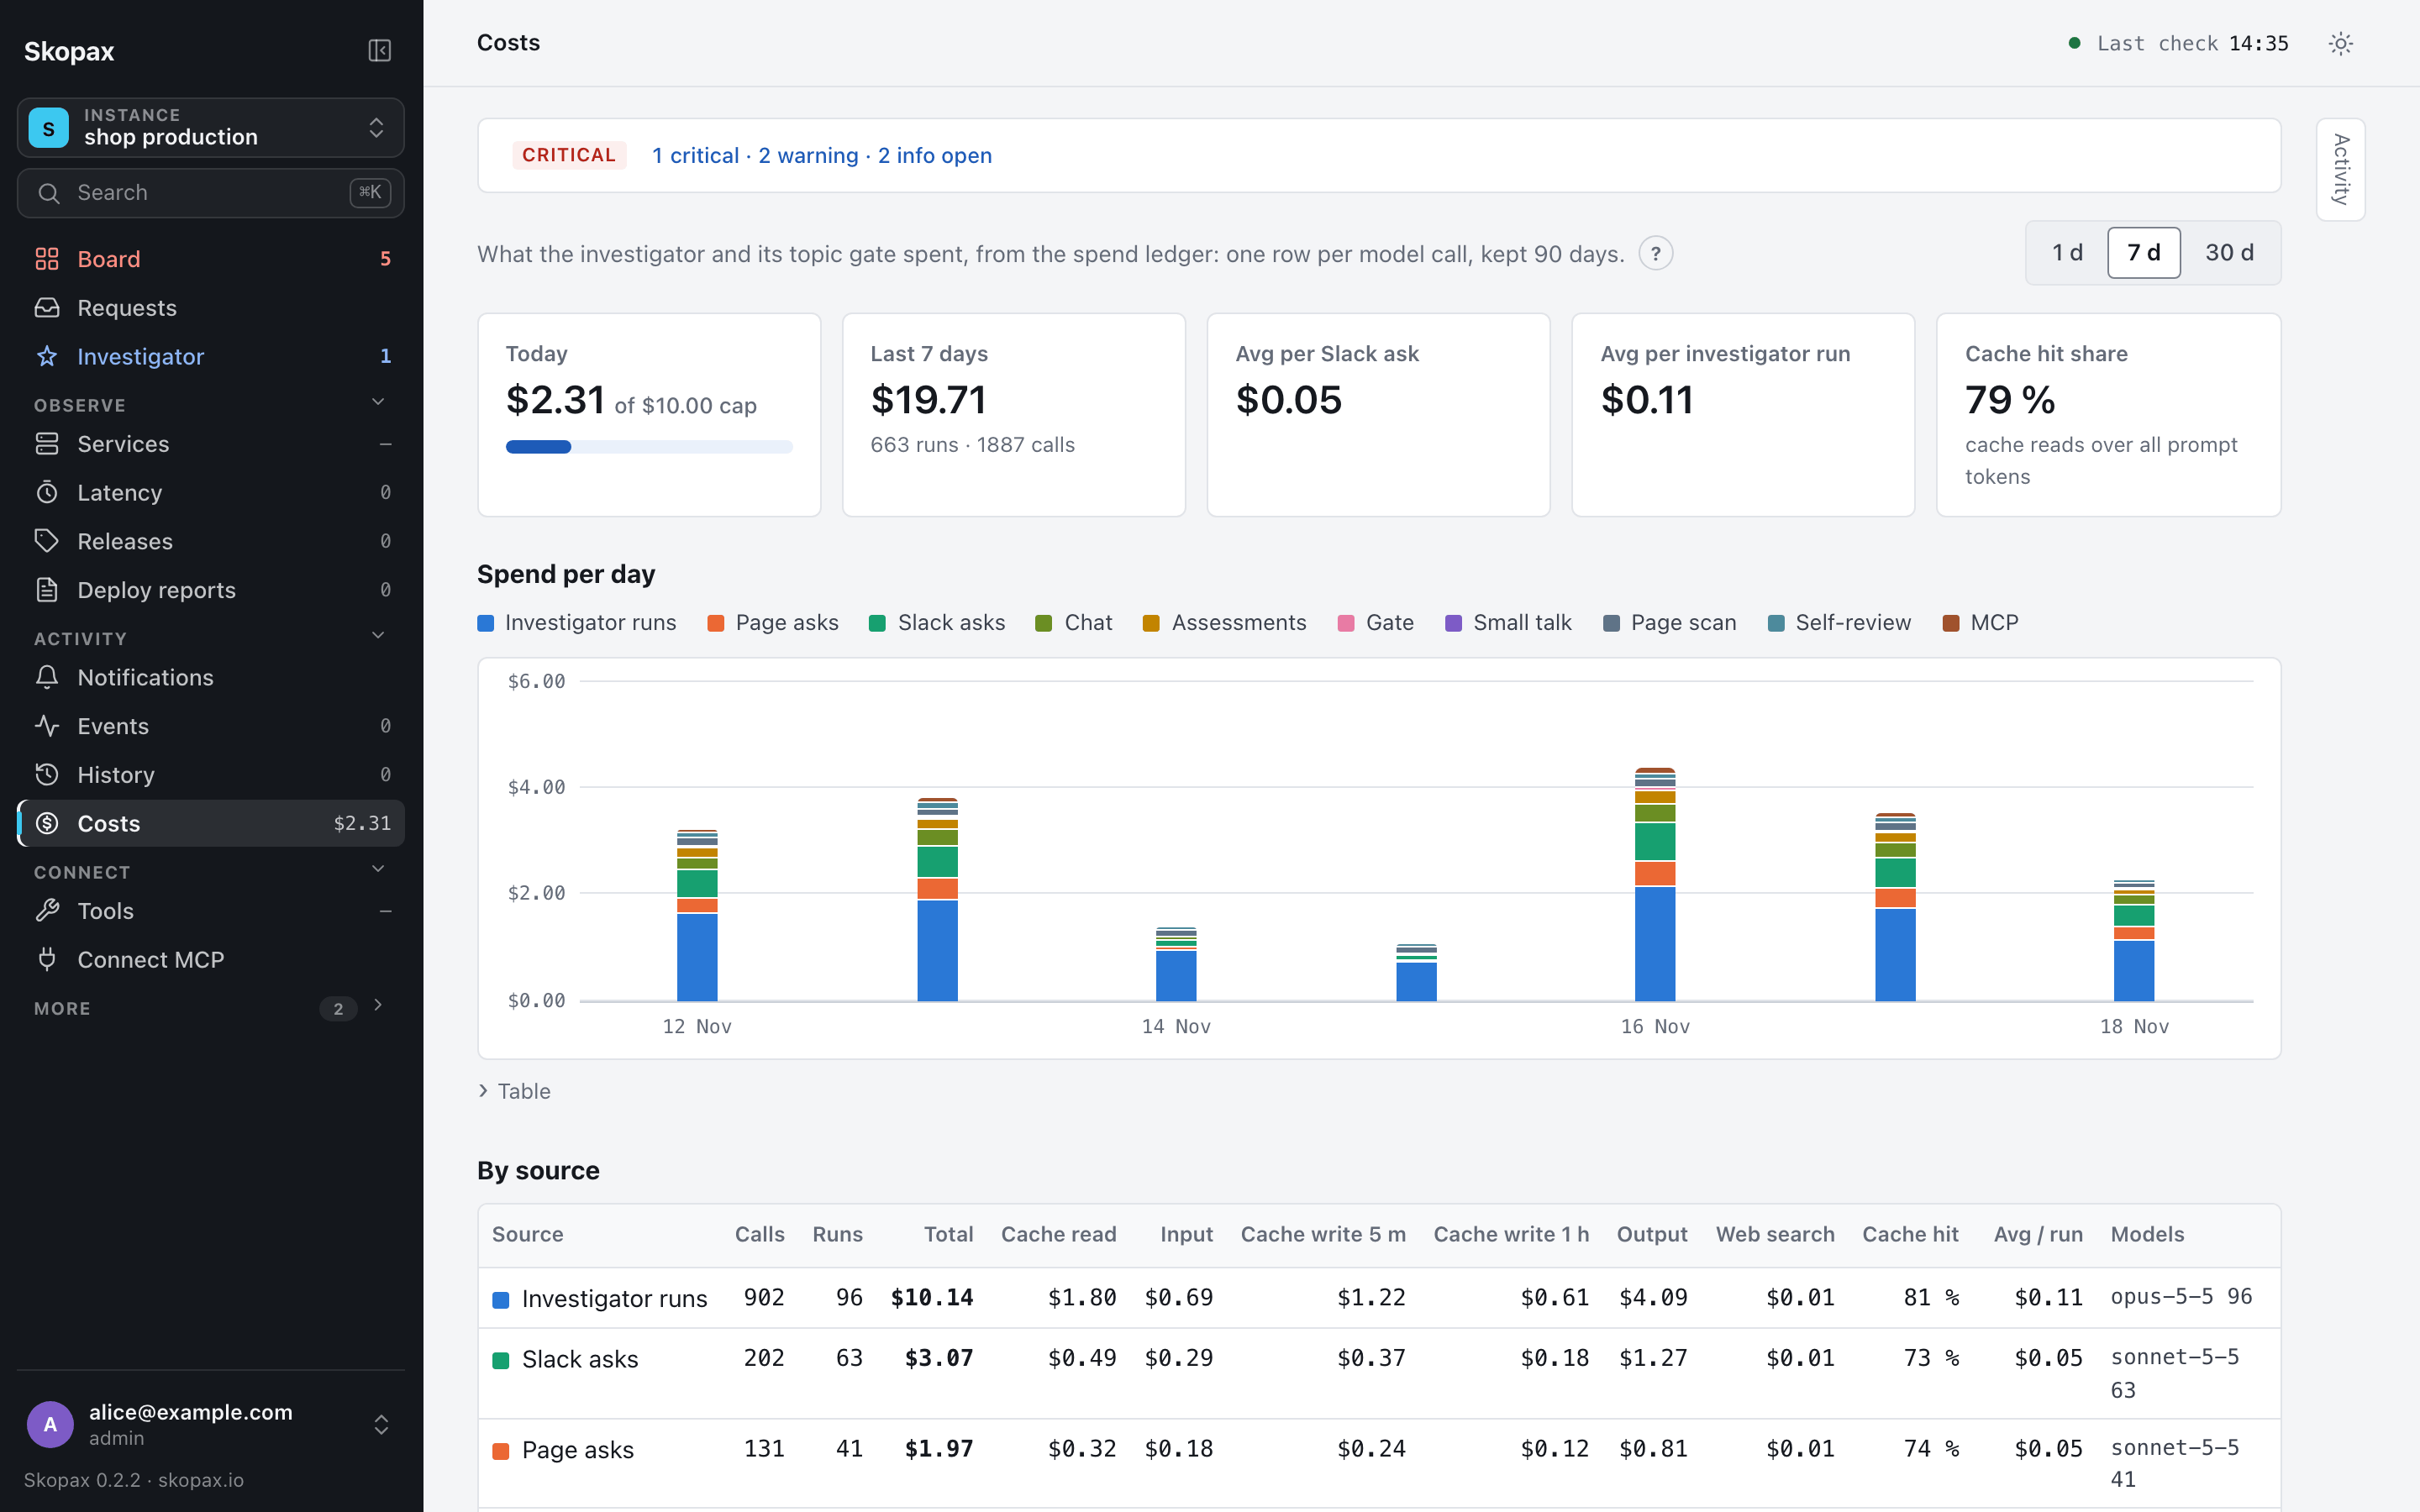 Skopax
S
INSTANCE
shop production
Search ⌘K
Board 5
Requests
Investigator 1
OBSERVE
Services –
Latency 0
Releases 0
Deploy reports 0
ACTIVITY
Notifications
Events 0
History 0
Costs $2.31
CONNECT
Tools –
Connect MCP
MORE 2
A
alice@example.com
admin
Skopax 0.2.2 · skopax.io
Costs
Last check 14:35
CRITICAL 1 critical · 2 warning · 2 info open
Activity
What the investigator and its topic gate spent, from the spend ledger: one row per model call, kept 90 days. ?
1 d 7 d 30 d
Today
$2.31 of $10.00 cap
Last 7 days
$19.71
663 runs · 1887 calls
Avg per Slack ask
$0.05
Avg per investigator run
$0.11
Cache hit share
79 %
cache reads over all prompt
tokens
Spend per day
Investigator runs Page asks Slack asks Chat Assessments Gate Small talk Page scan Self-review MCP
$6.00
$4.00
$2.00
$0.00
12 Nov 14 Nov 16 Nov 18 Nov
Table
By source
Source Calls Runs Total Cache read Input Cache write 5 m Cache write 1 h Output Web search Cache hit Avg / run Models
Investigator runs 902 96 $10.14 $1.80 $0.69 $1.22 $0.61 $4.09 $0.01 81 % $0.11 opus-5-5 96
Slack asks 202 63 $3.07 $0.49 $0.29 $0.37 $0.18 $1.27 $0.01 73 % $0.05 sonnet-5-5
63
Page asks 131 41 $1.97 $0.32 $0.18 $0.24 $0.12 $0.81 $0.01 74 % $0.05 sonnet-5-5
41